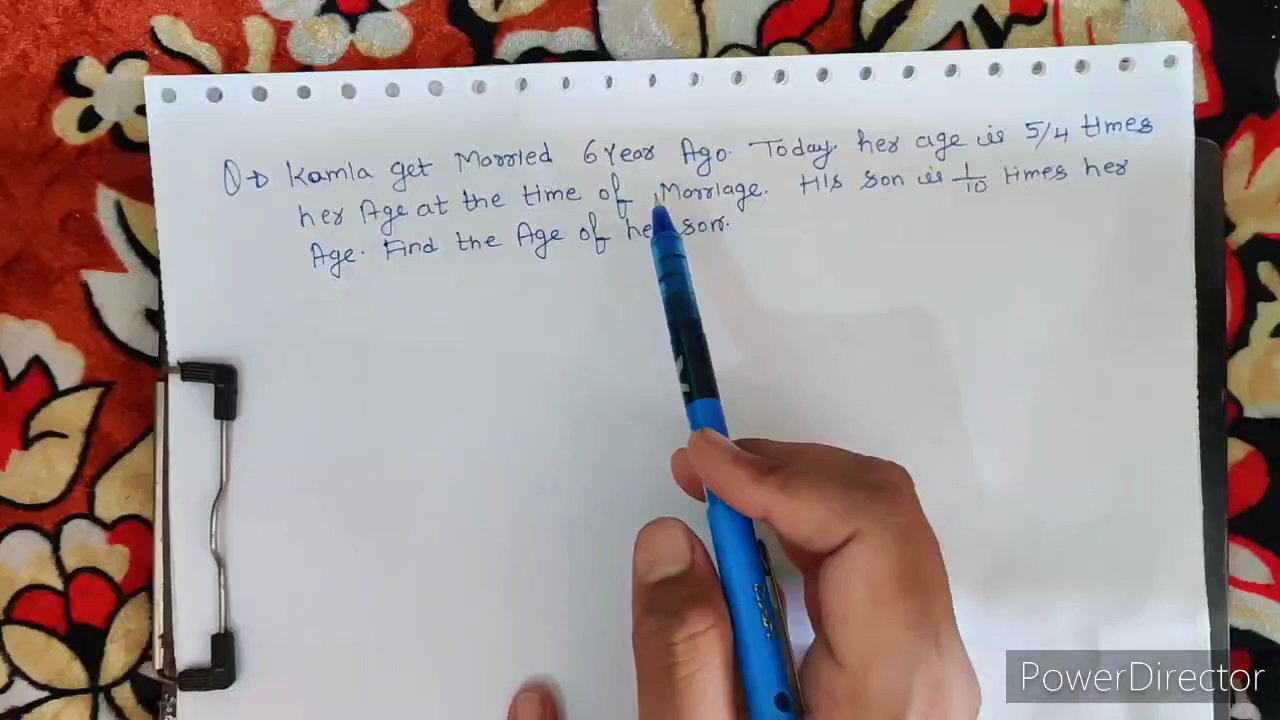 Q→ Kamla get Married 6 Year Ago. Today her age is 5/4 times
her Age at the time of Marriage. His son is 1/10 times her
Age. Find the Age of her son.
PowerDirector